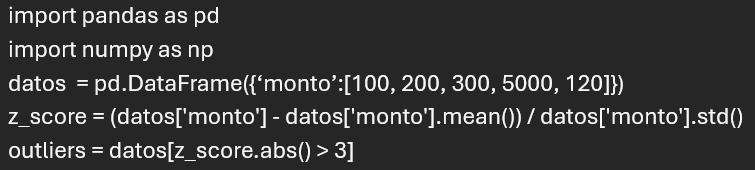 import pandas as pd
import numpy as np
datos  = pd.DataFrame({‘monto’:[100, 200, 300, 5000, 120]})
z_score = (datos['monto'] - datos['monto'].mean()) / datos['monto'].std()
outliers = datos[z_score.abs() > 3]